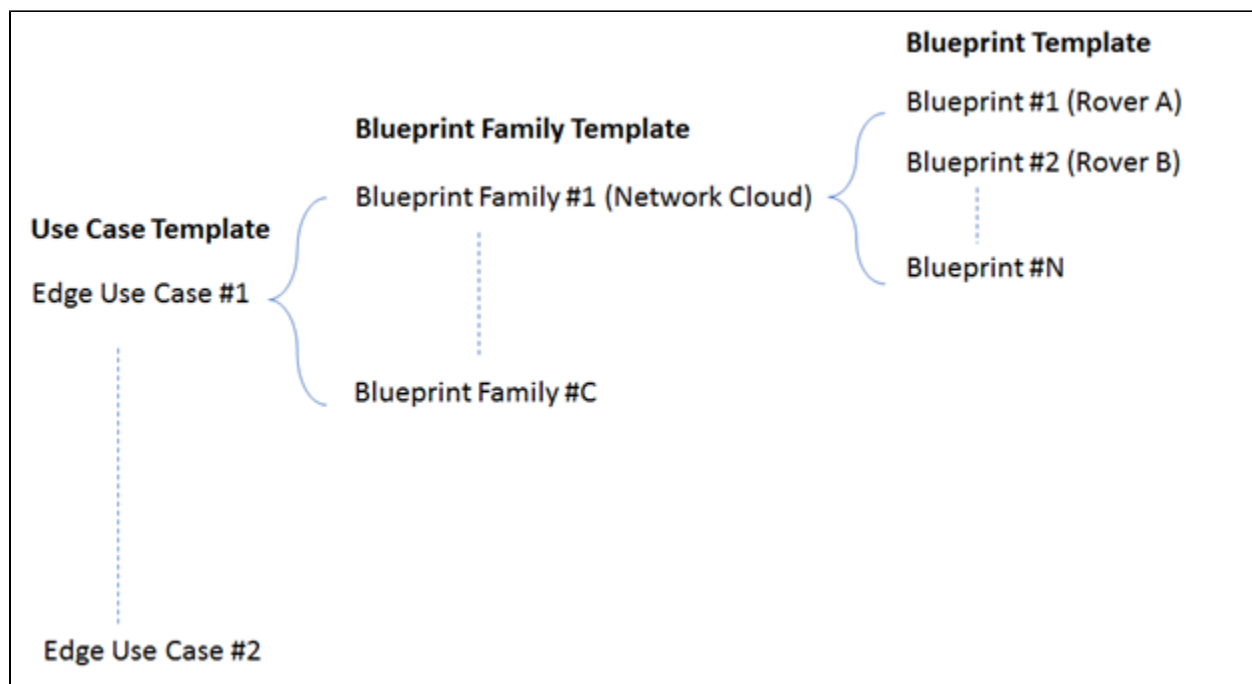 Use Case Template
Edge Use Case #1
Edge Use Case #2
Blueprint Family Template
Blueprint Family #1 (Network Cloud)
Blueprint Family #C
Blueprint Template
Blueprint #1 (Rover A)
Blueprint #2 (Rover B)
Blueprint #N